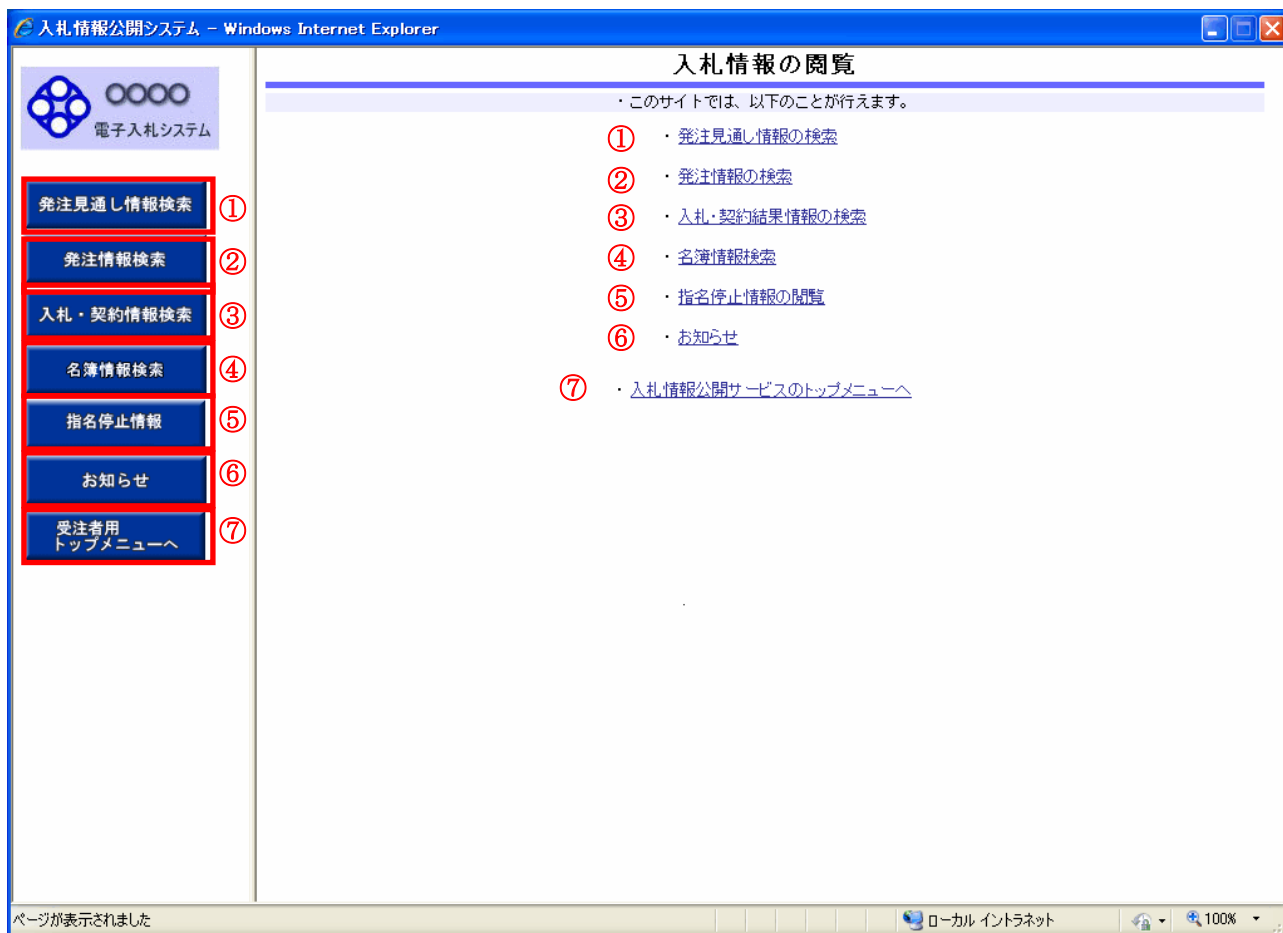 入札情報公開システム - Windows Internet Explorer
〇〇〇〇
電子入札システム
発注見通し情報検索 ①
発注情報検索 ②
入札・契約情報検索 ③
名簿情報検索 ④
指名停止情報 ⑤
お知らせ ⑥
受注者用
トップメニューへ ⑦
入札情報の閲覧
・このサイトでは、以下のことが行えます。
① ・発注見通し情報の検索
② ・発注情報の検索
③ ・入札・契約結果情報の検索
④ ・名簿情報検索
⑤ ・指名停止情報の閲覧
⑥ ・お知らせ
⑦ ・入札情報公開サービスのトップメニューへ
ページが表示されました ローカル イントラネット 100%